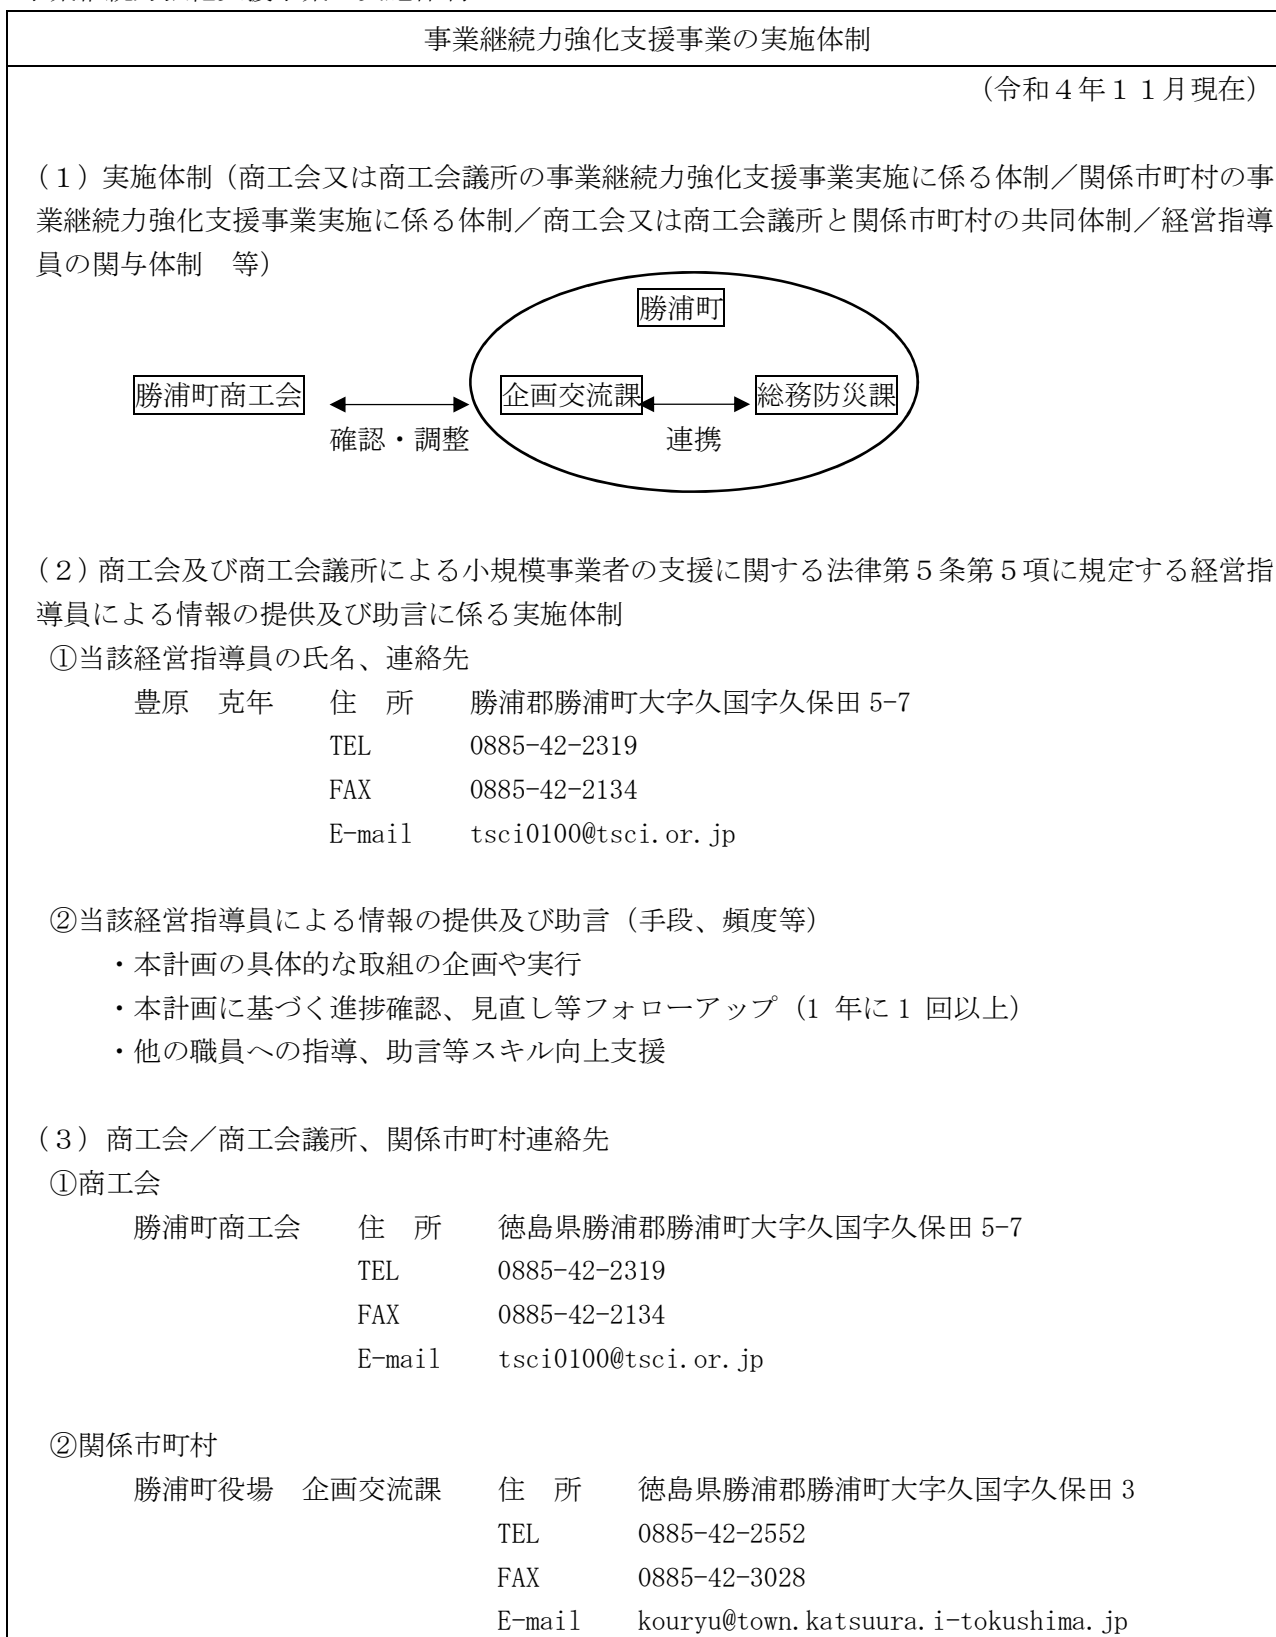 事業継続力強化支援事業の実施体制
（令和４年１１月現在）
（１）実施体制（商工会又は商工会議所の事業継続力強化支援事業実施に係る体制／関係市町村の事
業継続力強化支援事業実施に係る体制／商工会又は商工会議所と関係市町村の共同体制／経営指導
員の関与体制　等）
勝浦町
勝浦町商工会 企画交流課 総務防災課
確認・調整 連携
（２）商工会及び商工会議所による小規模事業者の支援に関する法律第５条第５項に規定する経営指
導員による情報の提供及び助言に係る実施体制
①当該経営指導員の氏名、連絡先
豊原　克年　住　所　勝浦郡勝浦町大字久国字久保田 5-7
TEL 0885-42-2319
FAX 0885-42-2134
E-mail tsci0100@tsci.or.jp
②当該経営指導員による情報の提供及び助言（手段、頻度等）
・本計画の具体的な取組の企画や実行
・本計画に基づく進捗確認、見直し等フォローアップ（1 年に 1 回以上）
・他の職員への指導、助言等スキル向上支援
（３）商工会／商工会議所、関係市町村連絡先
①商工会
勝浦町商工会　住　所　徳島県勝浦郡勝浦町大字久国字久保田 5-7
TEL 0885-42-2319
FAX 0885-42-2134
E-mail tsci0100@tsci.or.jp
②関係市町村
勝浦町役場　企画交流課　住　所　徳島県勝浦郡勝浦町大字久国字久保田 3
TEL 0885-42-2552
FAX 0885-42-3028
E-mail kouryu@town.katsuura.i-tokushima.jp